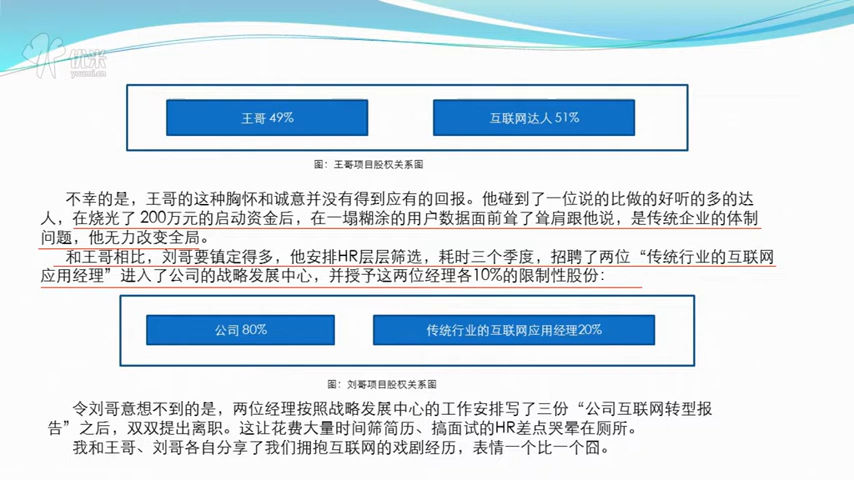 优米
youmi.cn
王哥 49%
互联网达人 51%
图：王哥项目股权关系图
不幸的是，王哥的这种胸怀和诚意并没有得到应有的回报。他碰到了一位说的比做的好听的多的达
人，在烧光了 200万元的启动资金后，在一塌糊涂的用户数据面前耸了耸肩跟他说，是传统企业的体制
问题，他无力改变全局。
和王哥相比，刘哥要镇定得多，他安排HR层层筛选，耗时三个季度，招聘了两位“传统行业的互联网
应用经理”进入了公司的战略发展中心，并授予这两位经理各10%的限制性股份：
公司 80%
传统行业的互联网应用经理20%
图：刘哥项目股权关系图
令刘哥意想不到的是，两位经理按照战略发展中心的工作安排写了三份“公司互联网转型报
告”之后，双双提出离职。这让花费大量时间筛简历、搞面试的HR差点哭晕在厕所。
我和王哥、刘哥各自分享了我们拥抱互联网的戏剧经历，表情一个比一个囧。